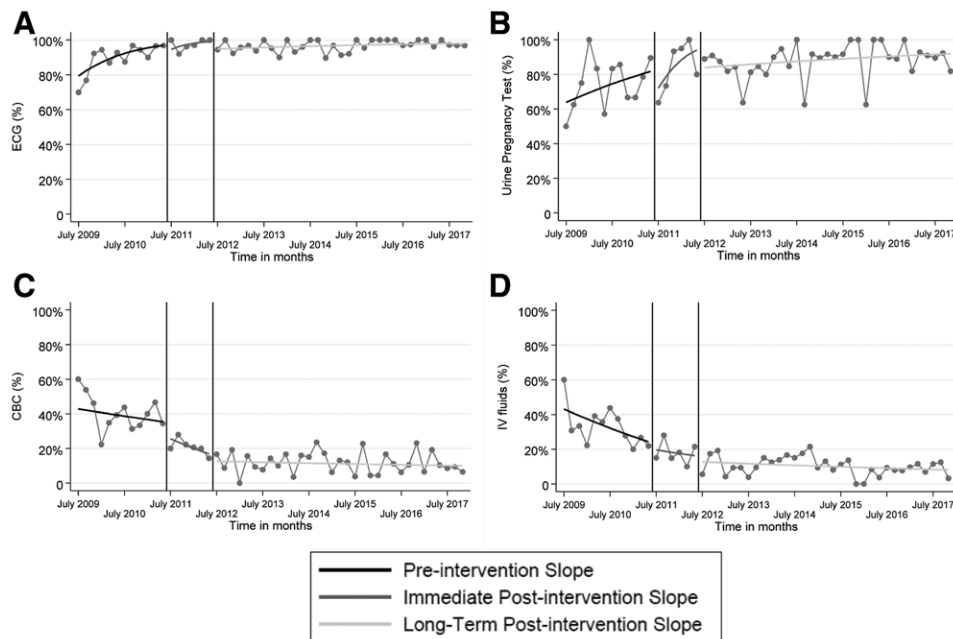 A
100%
80%
60%
40%
20%
0
ECG (%)
July 2009 July 2011 July 2013 July 2015 July 2017
July 2010 July 2012 July 2014 July 2016
Time in months
B
100%
80%
60%
40%
20%
0
Urine Pregnancy Test (%)
July 2009 July 2011 July 2013 July 2015 July 2017
July 2010 July 2012 July 2014 July 2016
Time in months
C
100%
80%
60%
40%
20%
0
CBC (%)
July 2009 July 2011 July 2013 July 2015 July 2017
July 2010 July 2012 July 2014 July 2016
Time in months
D
100%
80%
60%
40%
20%
0
IV fluids (%)
July 2009 July 2011 July 2013 July 2015 July 2017
July 2010 July 2012 July 2014 July 2016
Time in months
Pre-intervention Slope
Immediate Post-intervention Slope
Long-Term Post-intervention Slope